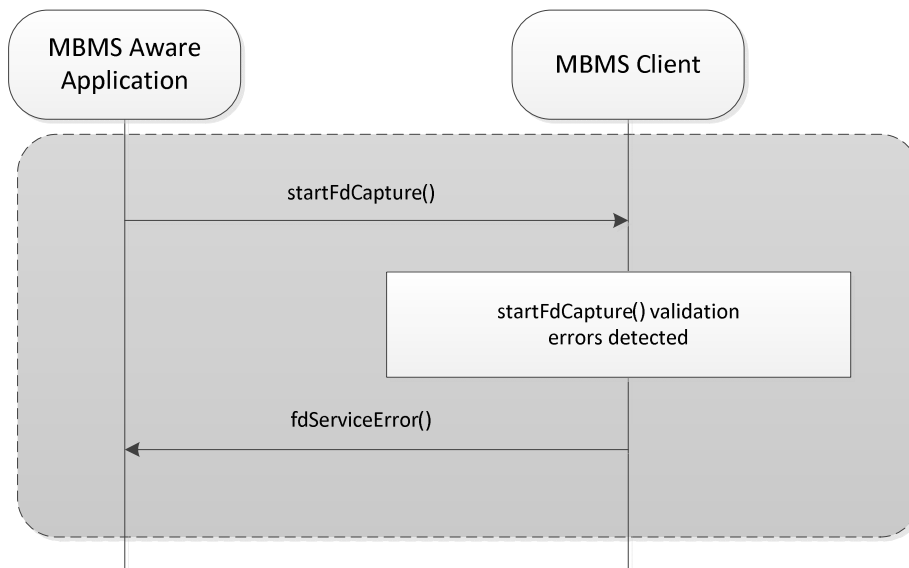 MBMS Aware
Application
MBMS Client
startFdCapture()
startFdCapture() validation
errors detected
fdServiceError()